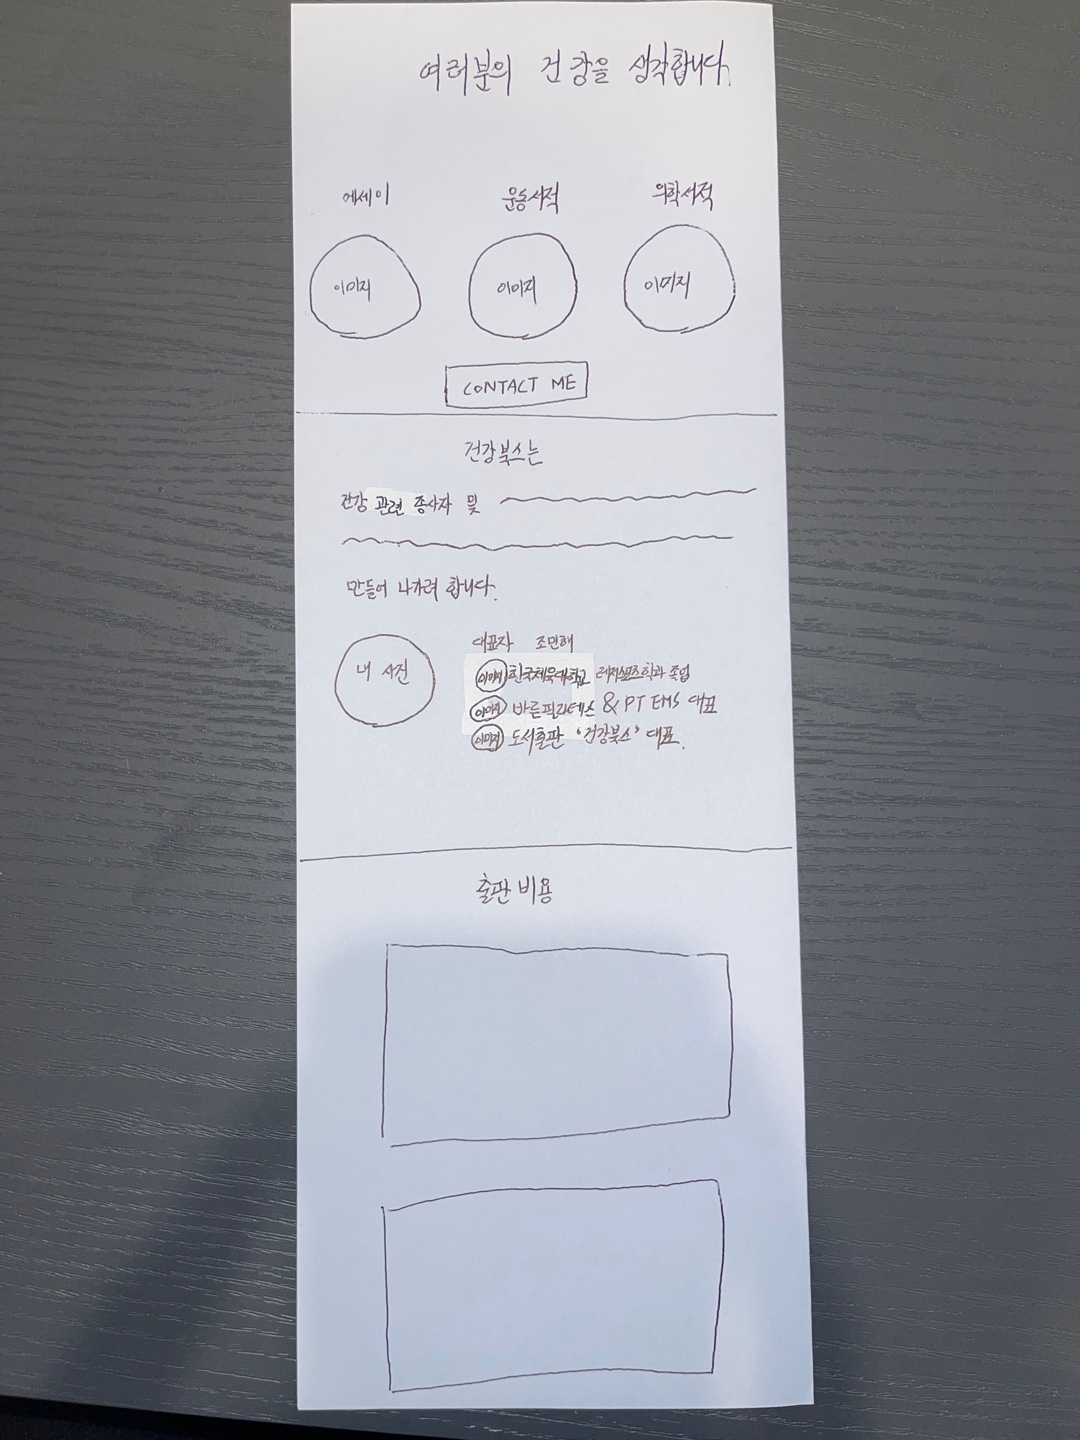 여러분의 건강을 생각합니다.
에세이 운동서적 의학서적
이미지 이미지 이미지
CONTACT ME
건강북스는
건강 관련 종사자 및
만들어 나가려 합니다.
내 사진
대표자 조민해
이미지 한국체육대학교 레저스포츠학과 졸업
이미지 바른필라테스 & PT EMS 대표
이미지 도서출판 '건강북스' 대표.
출판 비용